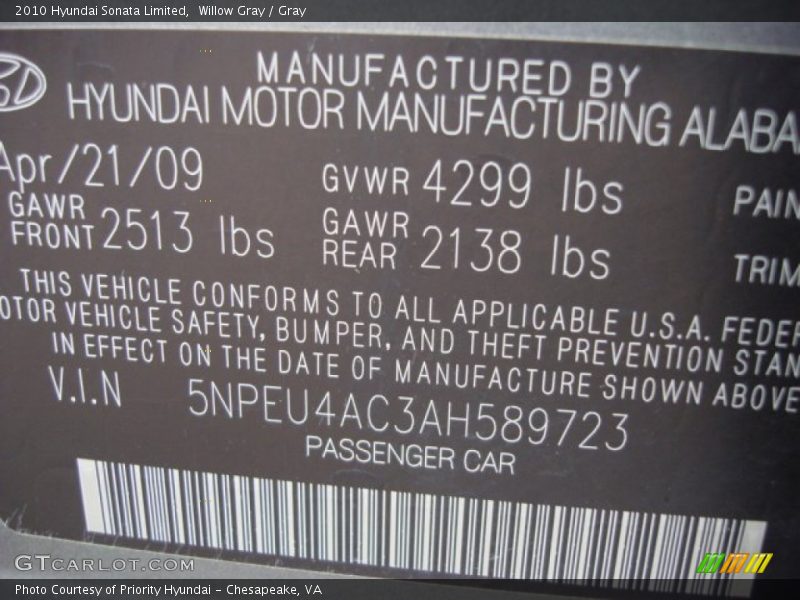 2010 Hyundai Sonata Limited, Willow Gray / Gray
MANUFACTURED BY
HYUNDAI MOTOR MANUFACTURING ALABA
Apr/21/09 GVWR 4299 lbs PAIN
GAWR FRONT 2513 lbs GAWR REAR 2138 lbs TRIM
THIS VEHICLE CONFORMS TO ALL APPLICABLE U.S.A. FEDER
OTOR VEHICLE SAFETY, BUMPER, AND THEFT PREVENTION STAN
IN EFFECT ON THE DATE OF MANUFACTURE SHOWN ABOVE
V.I.N 5NPEU4AC3AH589723
PASSENGER CAR
GTCARLOT.COM
Photo Courtesy of Priority Hyundai - Chesapeake, VA